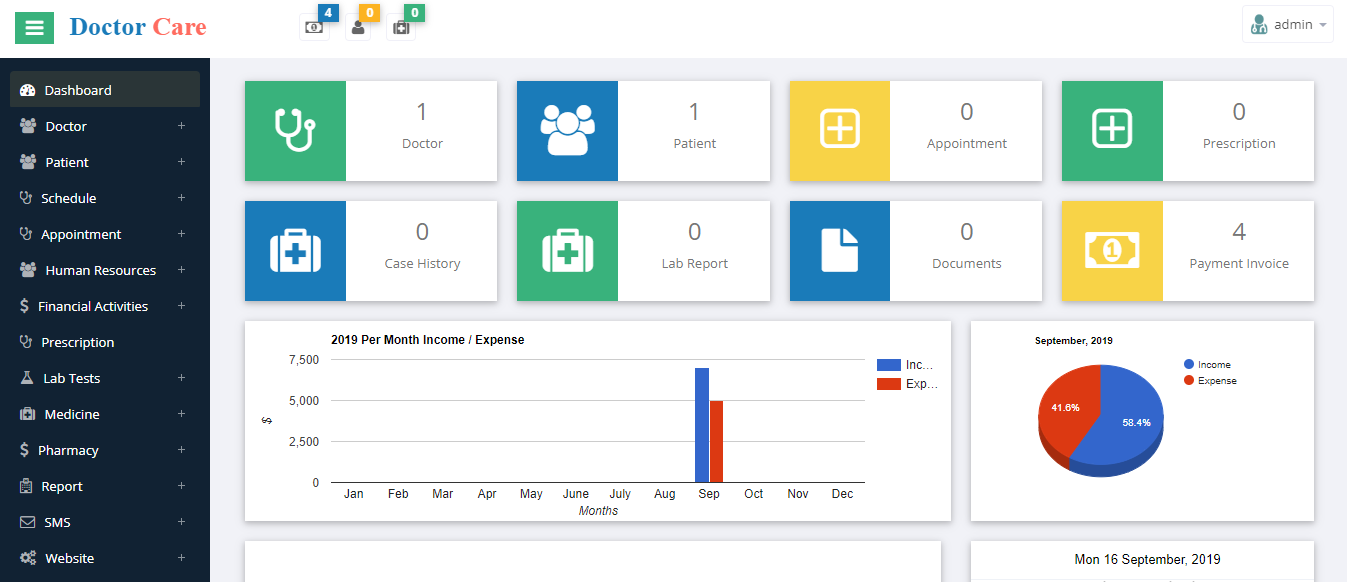 Doctor Care
4
0
0
admin
Dashboard
Doctor +
Patient +
Schedule +
Appointment +
Human Resources +
$ Financial Activities +
Prescription
Lab Tests +
Medicine +
$ Pharmacy +
Report +
SMS +
Website +
1
Doctor
1
Patient
0
Appointment
0
Prescription
0
Case History
0
Lab Report
0
Documents
1
4
Payment Invoice
2019 Per Month Income / Expense
7,500
5,000
2,500
0
$
Jan Feb Mar Apr May June July Aug Sep Oct Nov Dec
Months
Inc...
Exp...
September, 2019
Income
Expense
41.6%
58.4%
Mon 16 September, 2019